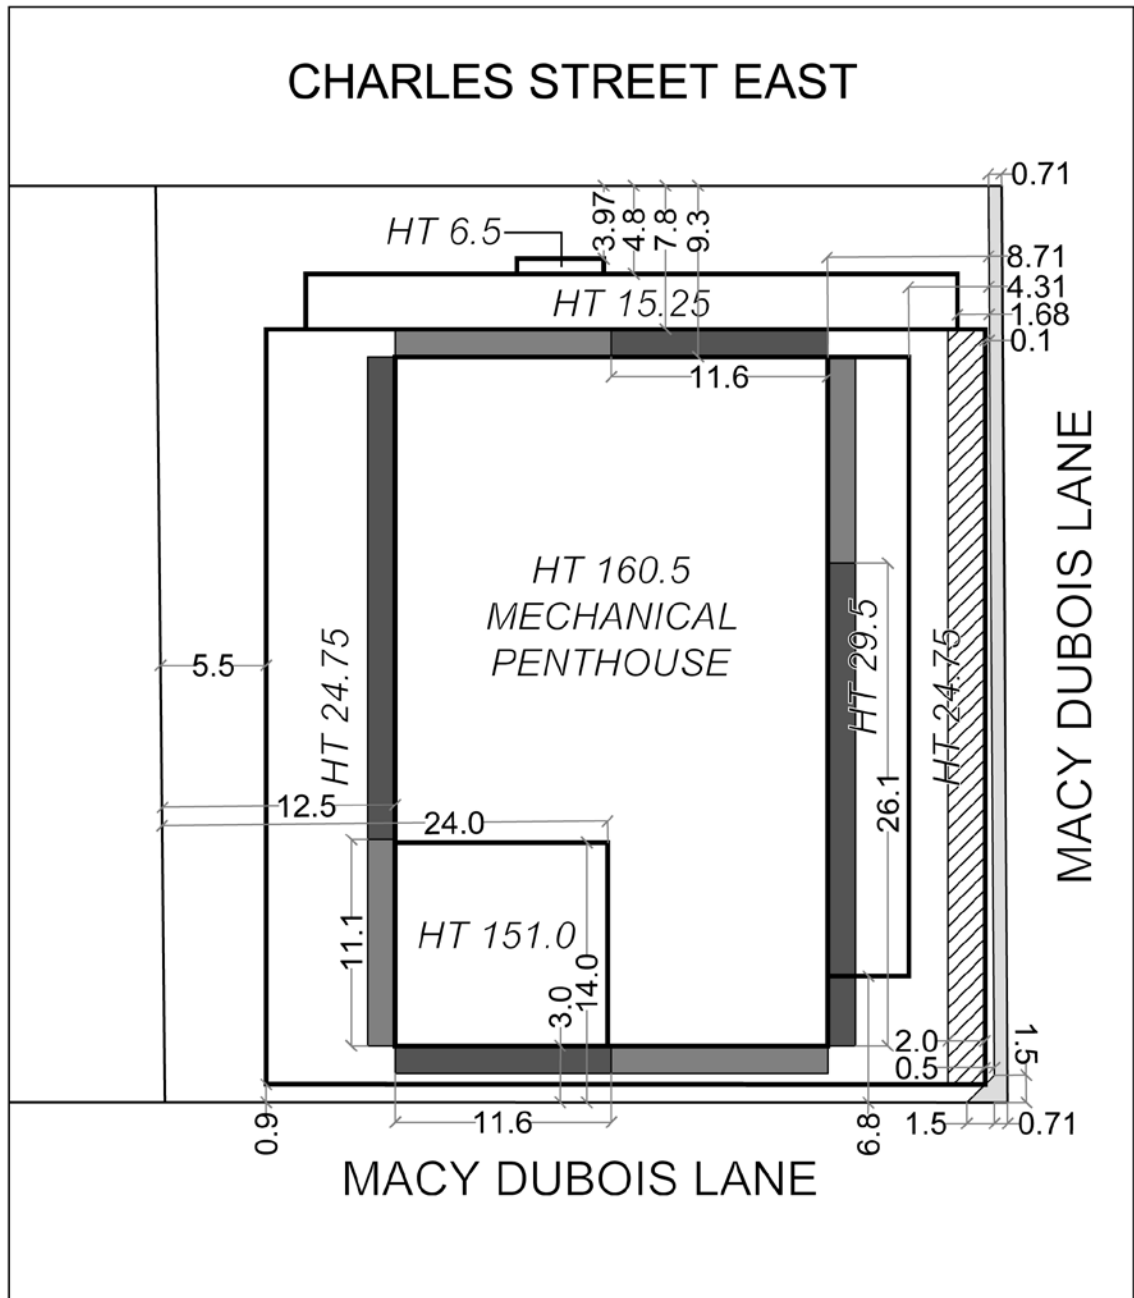 CHARLES STREET EAST
0.71
HT 6.5
3.97
4.8
7.8
9.3
8.71
4.31
HT 15.25
1.68
0.1
11.6
HT 160.5
MECHANICAL
PENTHOUSE
HT 24.75
HT 29.5
HT 24.75
MACY DUBOIS LANE
5.5
12.5
24.0
26.1
11.1
HT 151.0
14.0
3.0
2.0
0.5
1.5
0.9
11.6
6.8
1.5
0.71
MACY DUBOIS LANE